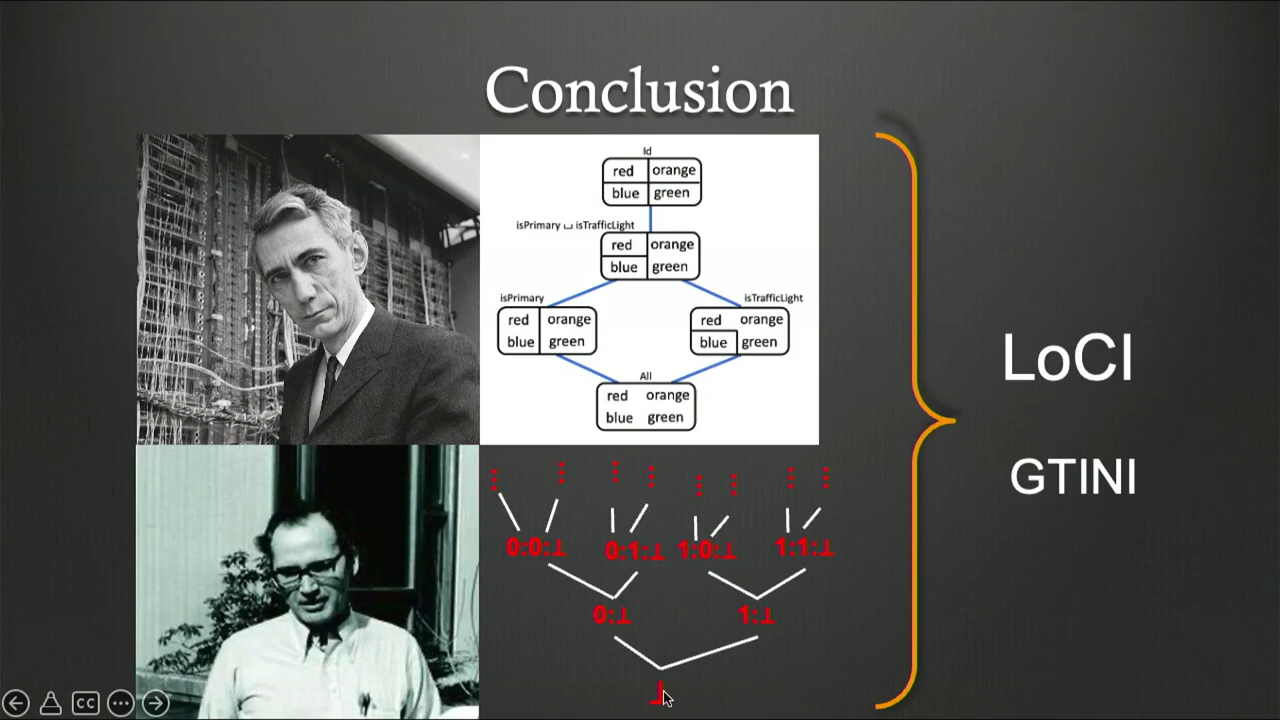 Conclusion
Id
red orange
blue green
isPrimary ⊔ isTrafficLight
red orange
blue green
isPrimary
isTrafficLight
red orange
blue green
red orange
blue green
All
red orange
blue green
LoCI
GTINI
⋮ ⋮ ⋮ ⋮ ⋮ ⋮ ⋮ ⋮
0:0:⊥ 0:1:⊥ 1:0:⊥ 1:1:⊥
0:⊥ 1:⊥
⊥
CC